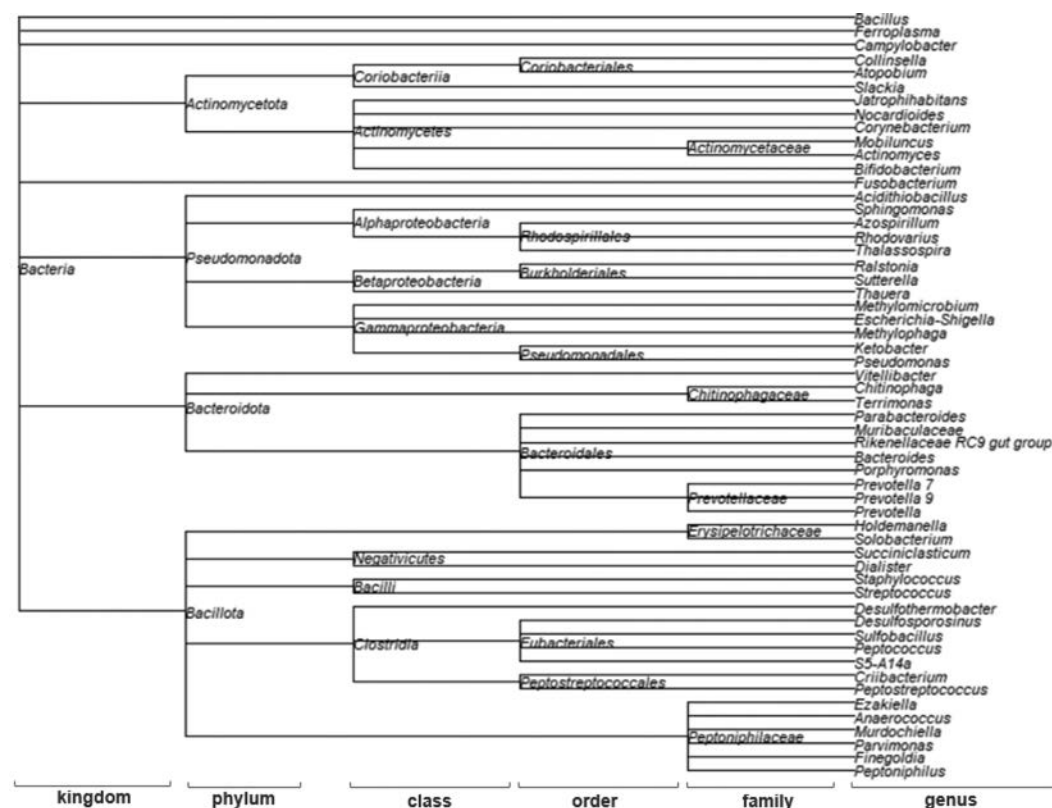 Bacillus
Ferroplasma
Campylobacter
Collinsella
Coriobacteriales
Atopobium
Coriobacteriia
Slackia
Jatrophihabitans
Actinomycetota
Nocardioides
Corynebacterium
Actinomycetes
Mobiluncus
Actinomycetaceae
Actinomyces
Bifidobacterium
Fusobacterium
Acidithiobacillus
Sphingomonas
Alphaproteobacteria
Azospirillum
Rhodospirillales
Rhodovarius
Thalassospira
Pseudomonadota
Bacteria
Ralstonia
Burkholderiales
Sutterella
Betaproteobacteria
Thauera
Methylomicrobium
Escherichia-Shigella
Gammaproteobacteria
Methylophaga
Ketobacter
Pseudomonadales
Pseudomonas
Vitellibacter
Chitinophaga
Chitinophagaceae
Terrimonas
Bacteroidota
Parabacteroides
Muribaculaceae
Rikenellaceae RC9 gut group
Bacteroidales
Bacteroides
Porphyromonas
Prevotella 7
Prevotellaceae
Prevotella 9
Prevotella
Holdemanella
Erysipelotrichaceae
Solobacterium
Succiniclasticum
Negativicutes
Dialister
Staphylococcus
Bacilli
Streptococcus
Desulfothermobacter
Bacillota
Desulfosporosinus
Sulfobacillus
Clostridia
Eubacteriales
Peptococcus
S5-A14a
Criibacterium
Peptostreptococcales
Peptostreptococcus
Ezakiella
Anaerococcus
Murdochiella
Peptoniphilaceae
Parvimonas
Finegoldia
Peptoniphilus
kingdom phylum class order family genus